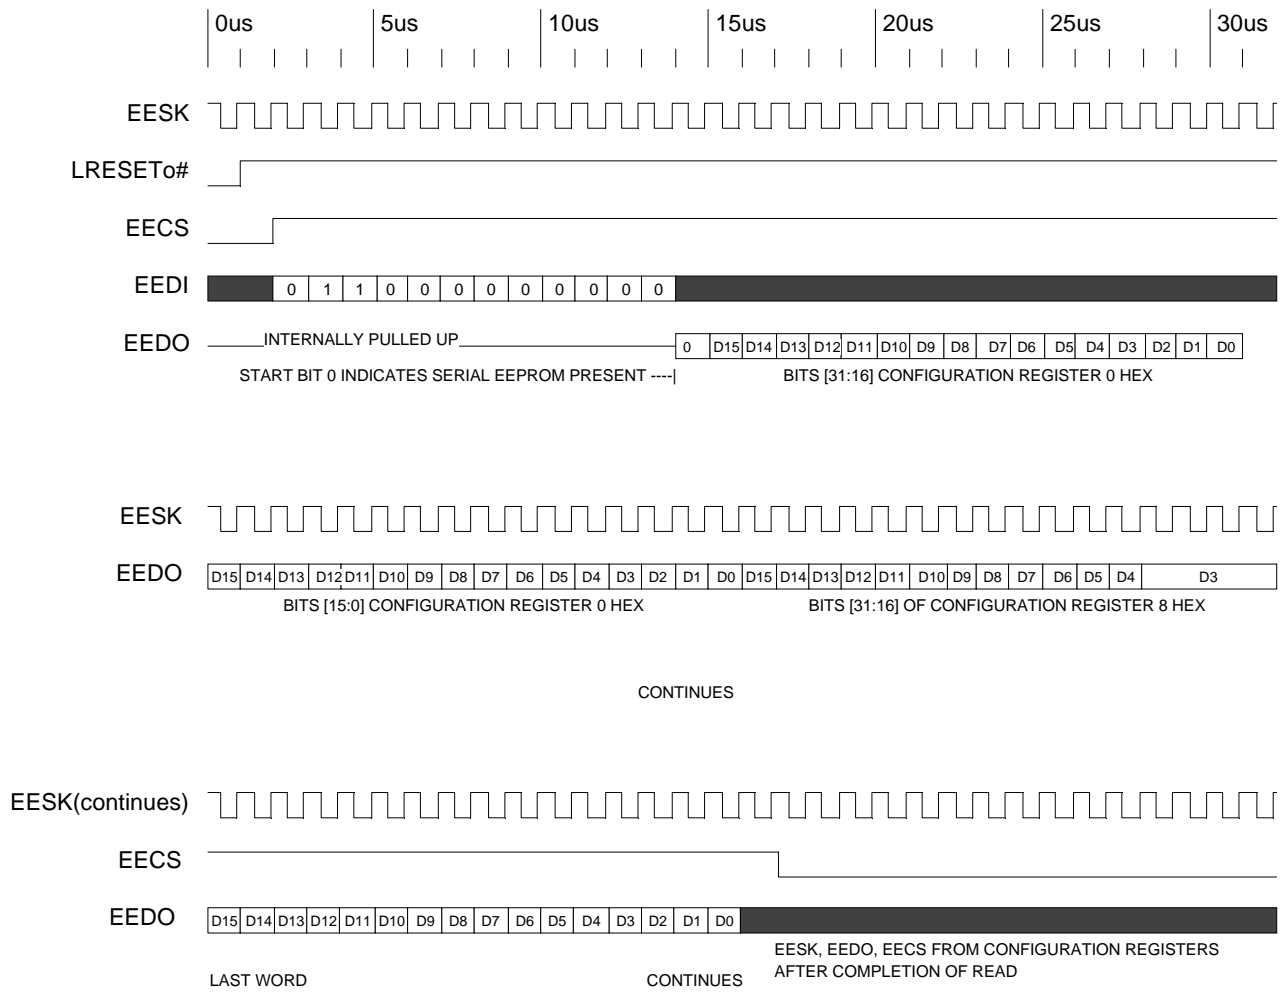 0us 5us 10us 15us 20us 25us 30us
EESK
LRESETo#
EECS
EEDI 0 1 1 0 0 0 0 0 0 0 0 0
EEDO INTERNALLY PULLED UP 0 D15 D14 D13 D12 D11 D10 D9 D8 D7 D6 D5 D4 D3 D2 D1 D0
START BIT 0 INDICATES SERIAL EEPROM PRESENT ----| BITS [31:16] CONFIGURATION REGISTER 0 HEX
EESK
EEDO D15 D14 D13 D12 D11 D10 D9 D8 D7 D6 D5 D4 D3 D2 D1 D0 D15 D14 D13 D12 D11 D10 D9 D8 D7 D6 D5 D4 D3
BITS [15:0] CONFIGURATION REGISTER 0 HEX BITS [31:16] OF CONFIGURATION REGISTER 8 HEX
CONTINUES
EESK(continues)
EECS
EEDO D15 D14 D13 D12 D11 D10 D9 D8 D7 D6 D5 D4 D3 D2 D1 D0
EESK, EEDO, EECS FROM CONFIGURATION REGISTERS
AFTER COMPLETION OF READ
LAST WORD CONTINUES